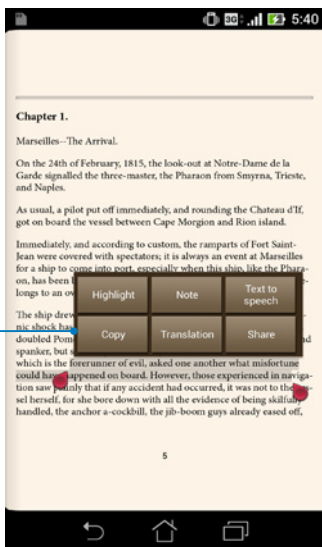 3G 5:40
Chapter 1.
Marseilles--The Arrival.
On the 24th of February, 1815, the look-out at Notre-Dame de la
Garde signalled the three-master, the Pharaon from Smyrna, Trieste,
and Naples.
As usual, a pilot put off immediately, and rounding the Chateau d'If,
got on board the vessel between Cape Morgion and Rion island.
Immediately, and according to custom, the ramparts of Fort Saint-
Jean were covered with spectators; it is always an event at Marseilles
for a ship to come into port, especially when this ship, like the Phara-
on, has been
longs to an
The ship drew
nic shock has
doubled
spanker, but
which is the forerunner of evil, asked one another what misfortune
could have happened on board. However, those experienced in naviga-
tion saw plainly that if any accident had occurred, it was not to the
sel herself, for she bore down with all the evidence of being skilfully
handled, the anchor a-cockbill, the jib-boom guys already eased off,
Highlight Note Text to
speech
Copy Translation Share
5